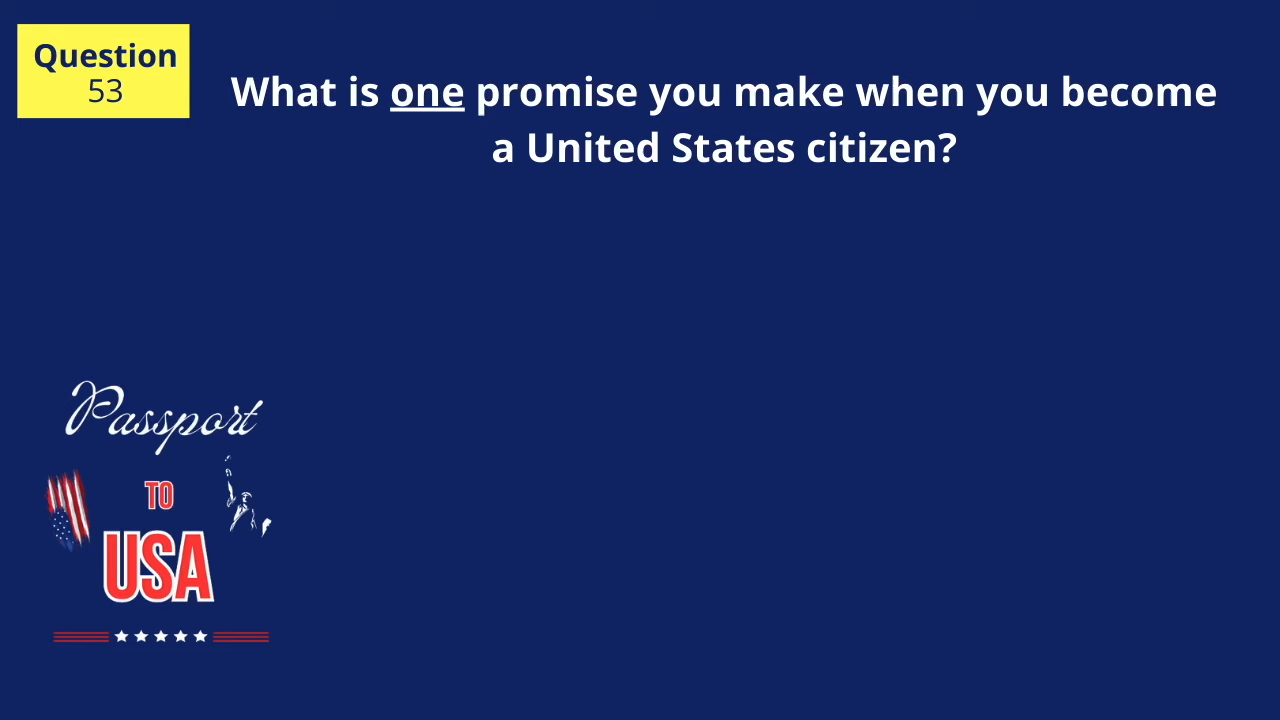 Question
53
What is one promise you make when you become
a United States citizen?
Passport
TO
USA